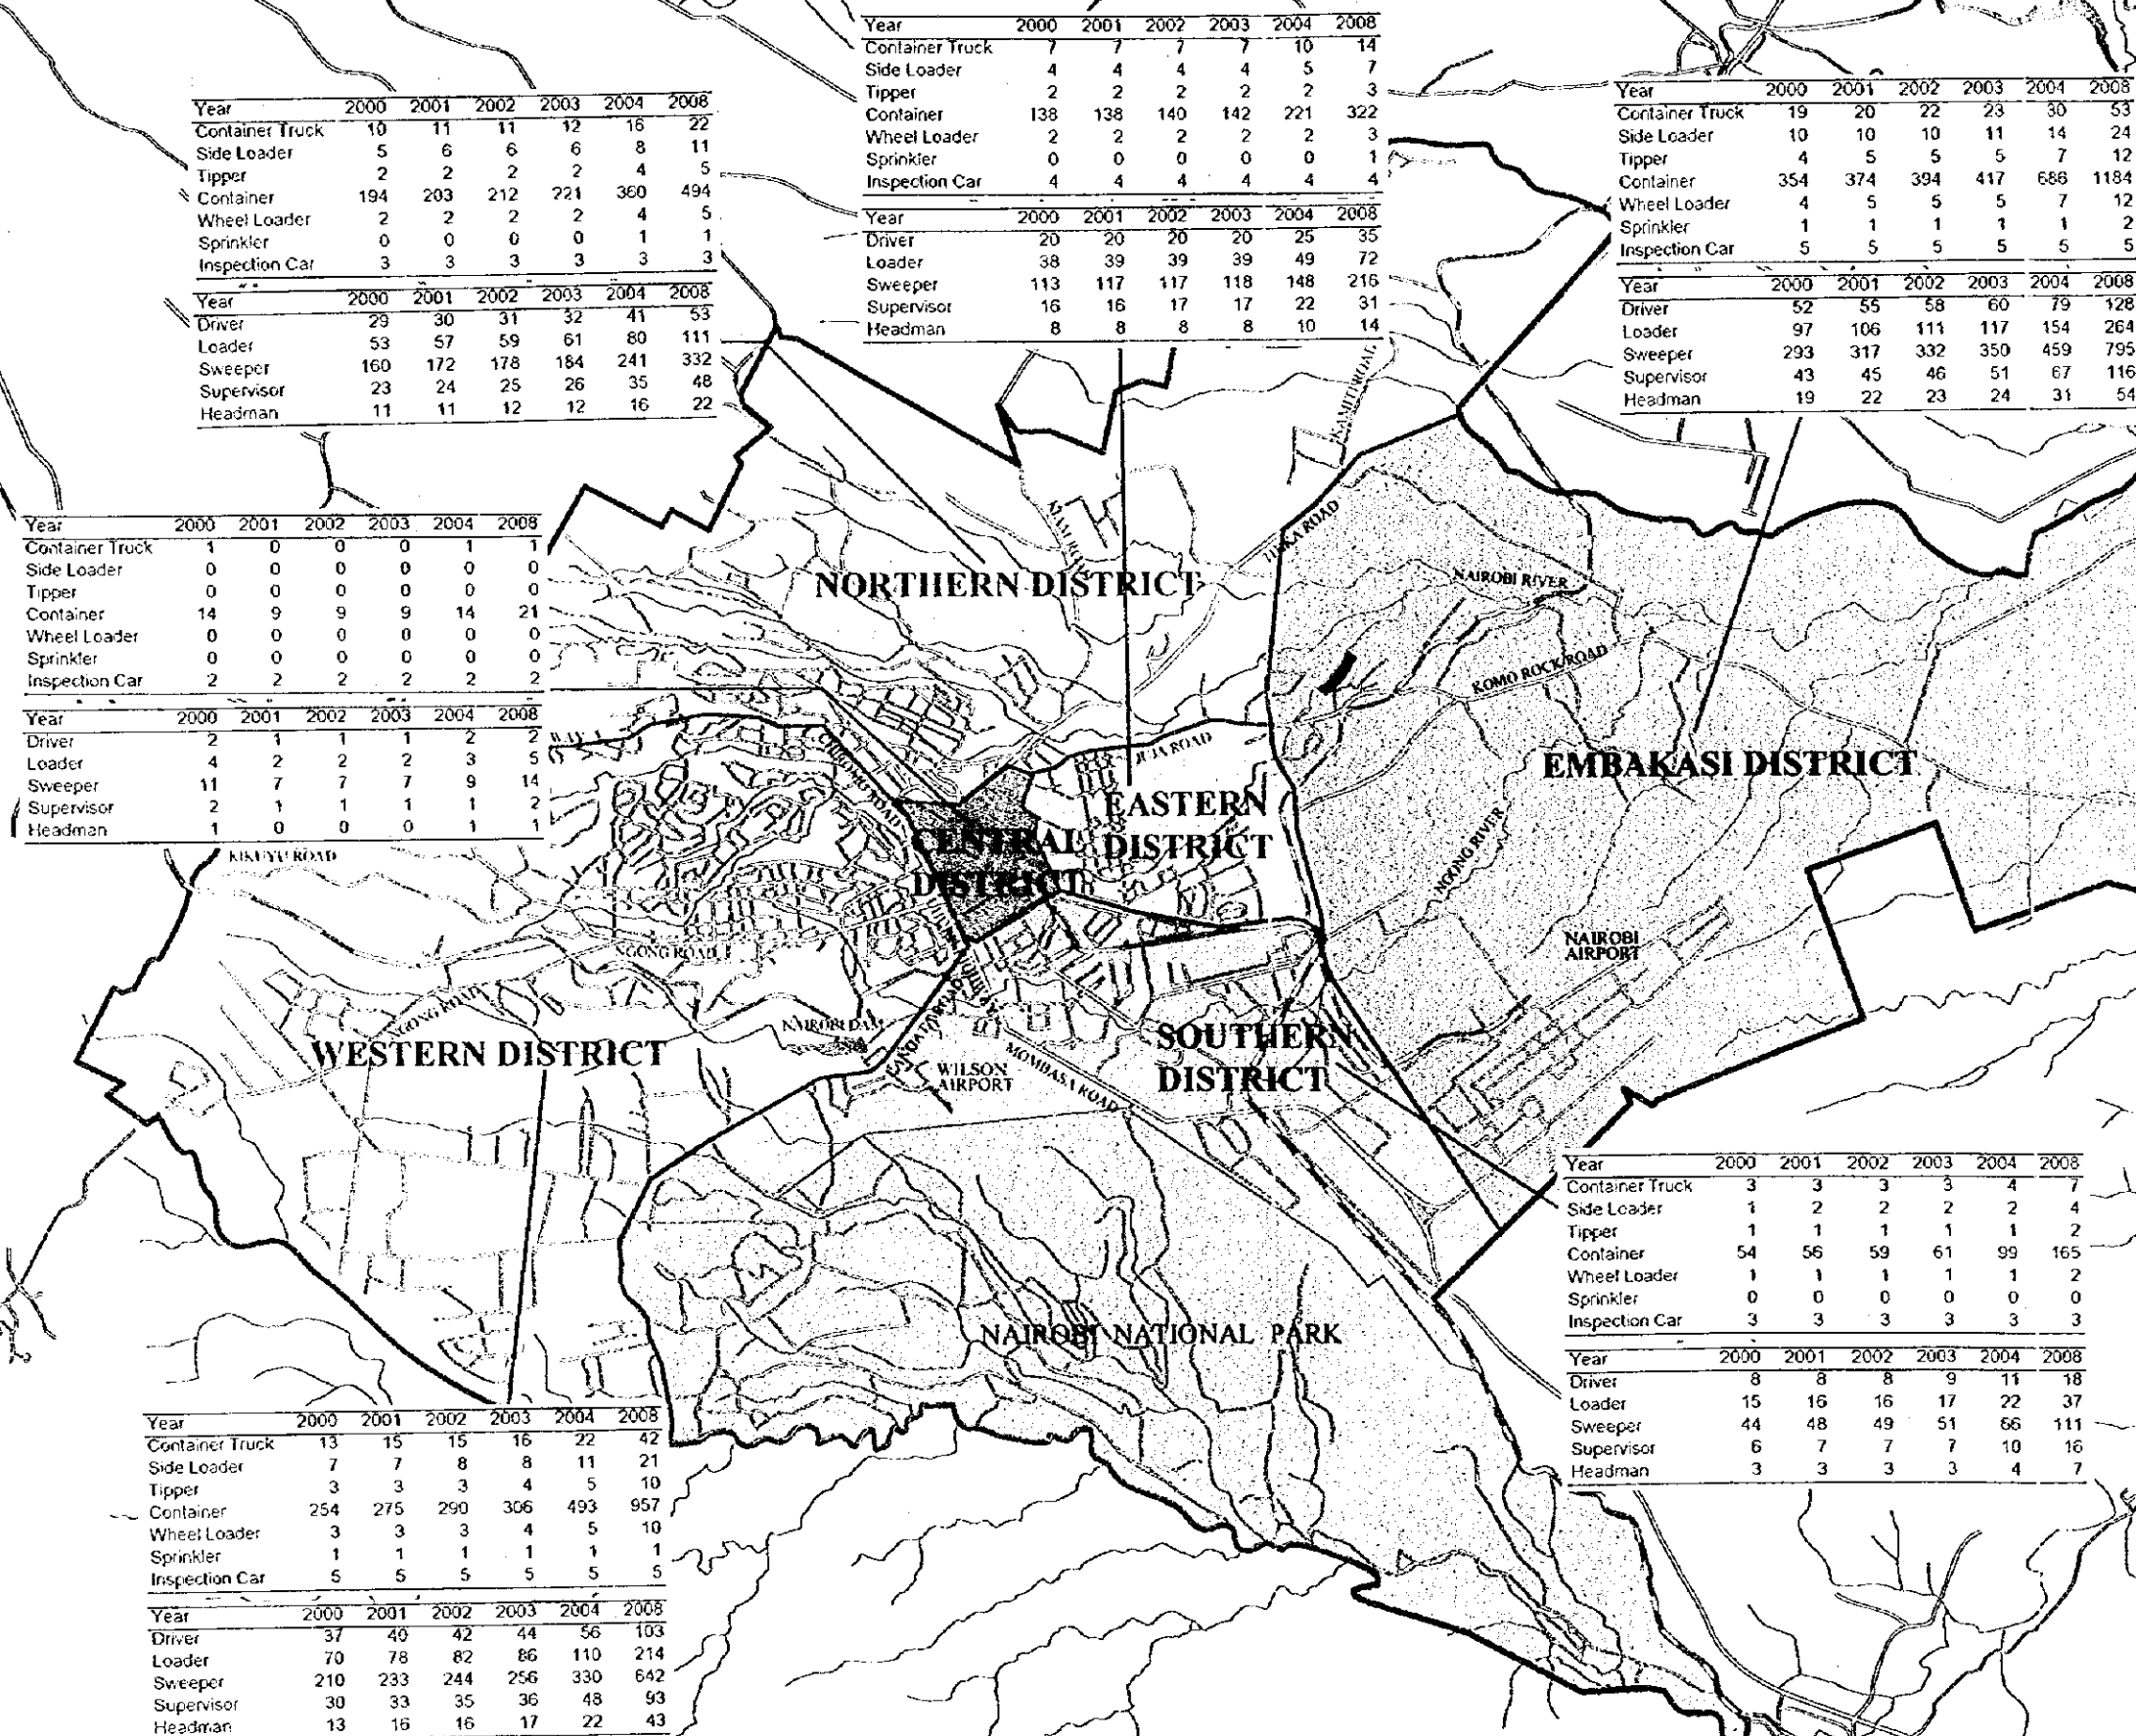 Year 2000 2001 2002 2003 2004 2008
Container Truck 10 11 11 12 16 22
Side Loader 5 6 6 6 8 11
Tipper 2 2 2 2 4 5
Container 194 203 212 221 360 494
Wheel Loader 2 2 2 2 4 5
Sprinkler 0 0 0 0 1 1
Inspection Car 3 3 3 3 3 3
Year 2000 2001 2002 2003 2004 2008
Driver 29 30 31 32 41 53
Loader 53 57 59 61 80 111
Sweeper 160 172 178 184 241 332
Supervisor 23 24 25 26 35 48
Headman 11 11 12 12 16 22
Year 2000 2001 2002 2003 2004 2008
Container Truck 7 7 7 7 10 14
Side Loader 4 4 4 4 5 7
Tipper 2 2 2 2 2 3
Container 138 138 140 142 221 322
Wheel Loader 2 2 2 2 2 3
Sprinkler 0 0 0 0 0 1
Inspection Car 4 4 4 4 4 4
Year 2000 2001 2002 2003 2004 2008
Driver 20 20 20 20 25 35
Loader 38 39 39 39 49 72
Sweeper 113 117 117 118 148 216
Supervisor 16 16 17 17 22 31
Headman 8 8 8 8 10 14
Year 2000 2001 2002 2003 2004 2008
Container Truck 19 20 22 23 30 53
Side Loader 10 10 10 11 14 24
Tipper 4 5 5 5 7 12
Container 354 374 394 417 686 1184
Wheel Loader 4 5 5 5 7 12
Sprinkler 1 1 1 1 1 2
Inspection Car 5 5 5 5 5 5
Year 2000 2001 2002 2003 2004 2008
Driver 52 55 58 60 79 128
Loader 97 106 111 117 154 264
Sweeper 293 317 332 350 459 795
Supervisor 43 45 46 51 67 116
Headman 19 22 23 24 31 54
Year 2000 2001 2002 2003 2004 2008
Container Truck 1 0 0 0 1 1
Side Loader 0 0 0 0 0 0
Tipper 0 0 0 0 0 0
Container 14 9 9 9 14 21
Wheel Loader 0 0 0 0 0 0
Sprinkler 0 0 0 0 0 0
Inspection Car 2 2 2 2 2 2
Year 2000 2001 2002 2003 2004 2008
Driver 2 1 1 1 2 2
Loader 4 2 2 2 3 5
Sweeper 11 7 7 7 9 14
Supervisor 2 1 1 1 1 2
Headman 1 0 0 0 1 1
KAMITI ROAD
THIKA ROAD
NORTHERN DISTRICT
NAIROBI RIVER
KOMO ROCK ROAD
WAY
CHIROMO ROAD
JUJA ROAD
EMBAKASI DISTRICT
EASTERN
DISTRICT
CENTRAL
DISTRICT
NGONG RIVER
KIKUYU ROAD
NGONG ROAD
NAIROBI
AIRPORT
NGONG ROAD
NAIROBI DAM
WESTERN DISTRICT
WILSON
AIRPORT
MOMBASA ROAD
SOUTHERN
DISTRICT
NAIROBI NATIONAL PARK
Year 2000 2001 2002 2003 2004 2008
Container Truck 3 3 3 3 4 7
Side Loader 1 2 2 2 2 4
Tipper 1 1 1 1 1 2
Container 54 56 59 61 99 165
Wheel Loader 1 1 1 1 1 2
Sprinkler 0 0 0 0 0 0
Inspection Car 3 3 3 3 3 3
Year 2000 2001 2002 2003 2004 2008
Driver 8 8 8 9 11 18
Loader 15 16 16 17 22 37
Sweeper 44 48 49 51 66 111
Supervisor 6 7 7 7 10 16
Headman 3 3 3 3 4 7
Year 2000 2001 2002 2003 2004 2008
Container Truck 13 15 15 16 22 42
Side Loader 7 7 8 8 11 21
Tipper 3 3 3 4 5 10
Container 254 275 290 306 493 957
Wheel Loader 3 3 3 4 5 10
Sprinkler 1 1 1 1 1 1
Inspection Car 5 5 5 5 5 5
Year 2000 2001 2002 2003 2004 2008
Driver 37 40 42 44 56 103
Loader 70 78 82 86 110 214
Sweeper 210 233 244 256 330 642
Supervisor 30 33 35 36 48 93
Headman 13 16 16 17 22 43